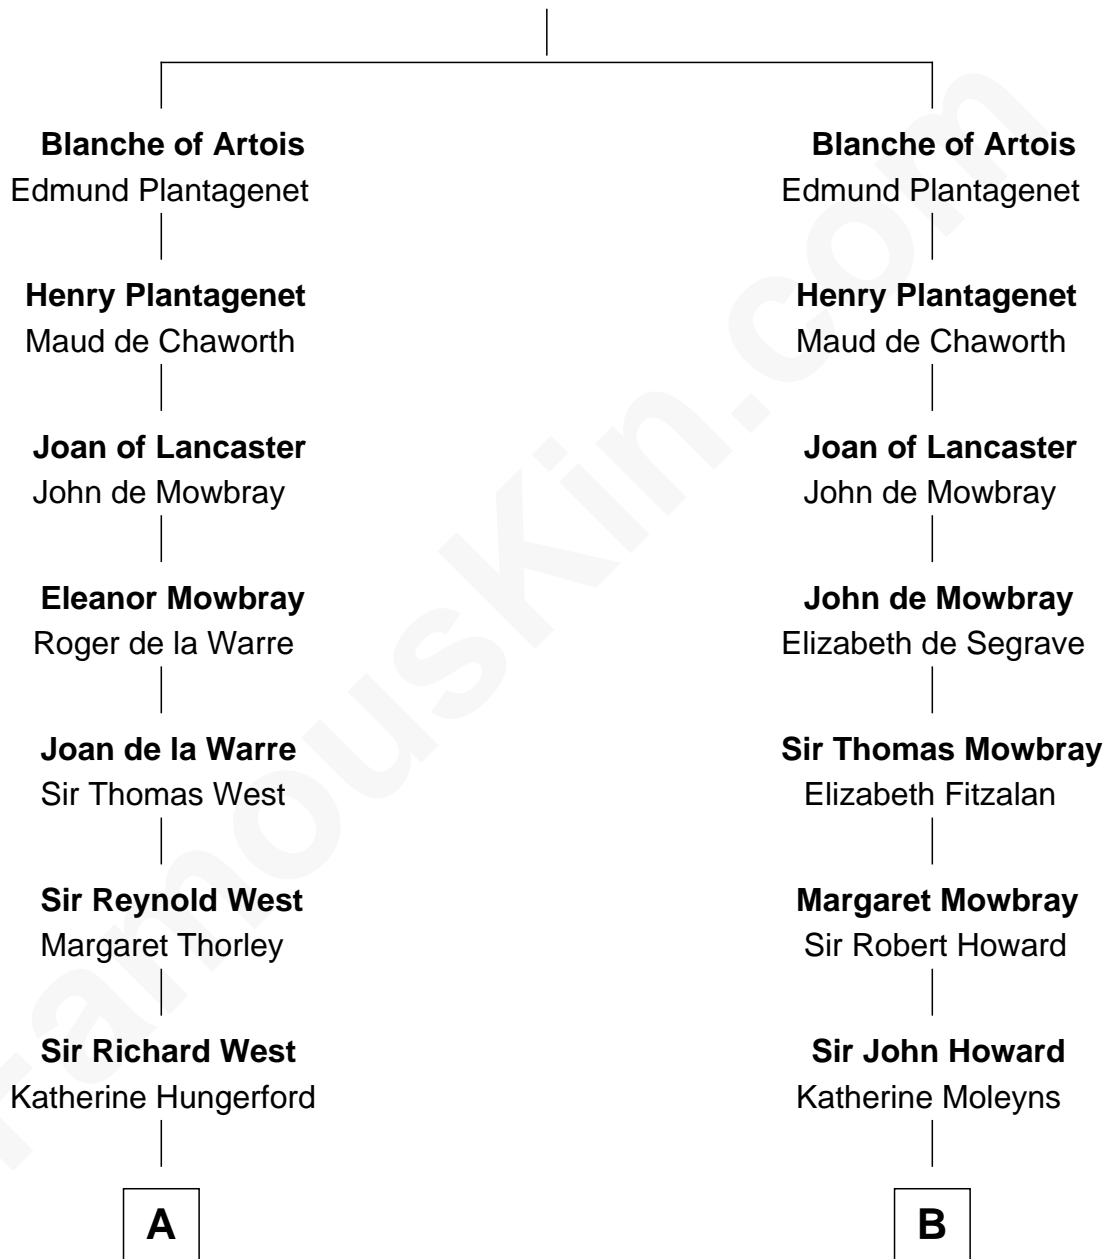 Blanche of Artois
Edmund Plantagenet
Henry Plantagenet
Maud de Chaworth
Joan of Lancaster
John de Mowbray
Eleanor Mowbray
Roger de la Warre
Joan de la Warre
Sir Thomas West
Sir Reynold West
Margaret Thorley
Sir Richard West
Katherine Hungerford
A
Blanche of Artois
Edmund Plantagenet
Henry Plantagenet
Maud de Chaworth
Joan of Lancaster
John de Mowbray
John de Mowbray
Elizabeth de Segrave
Sir Thomas Mowbray
Elizabeth Fitzalan
Margaret Mowbray
Sir Robert Howard
Sir John Howard
Katherine Moleyns
B
FamousKin.com